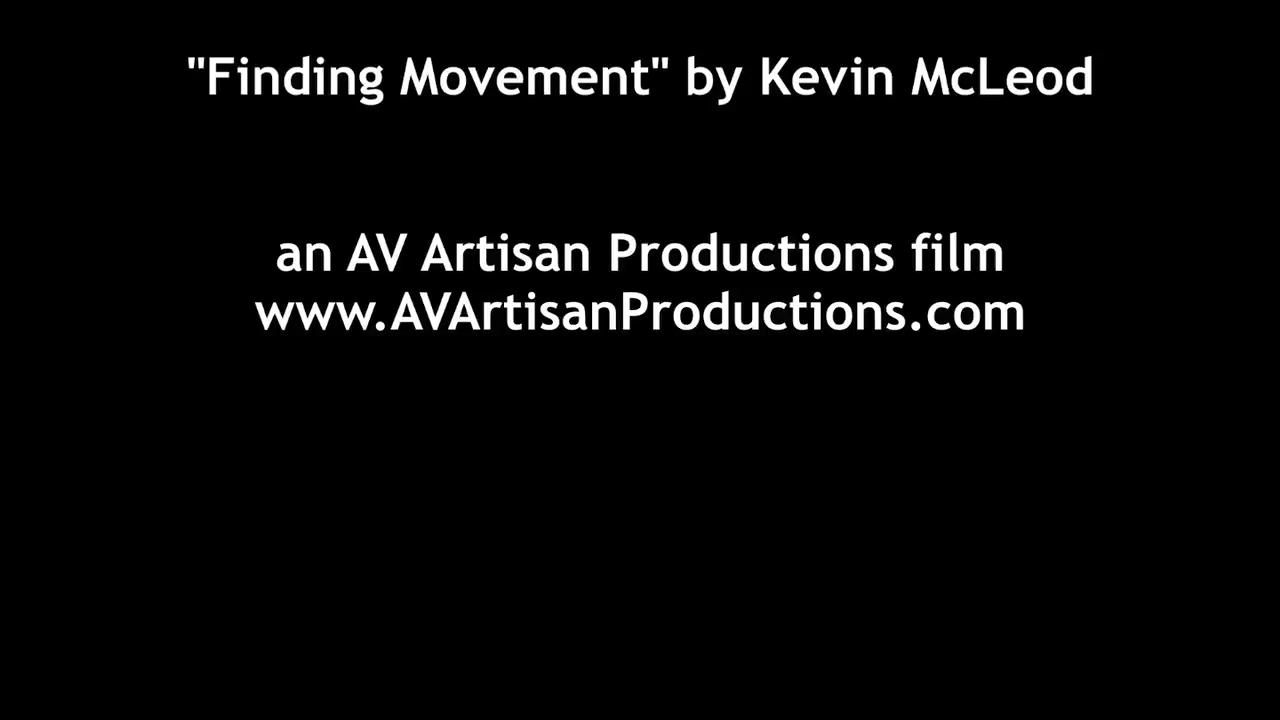 "Finding Movement" by Kevin McLeod
an AV Artisan Productions film
www.AVArtisanProductions.com